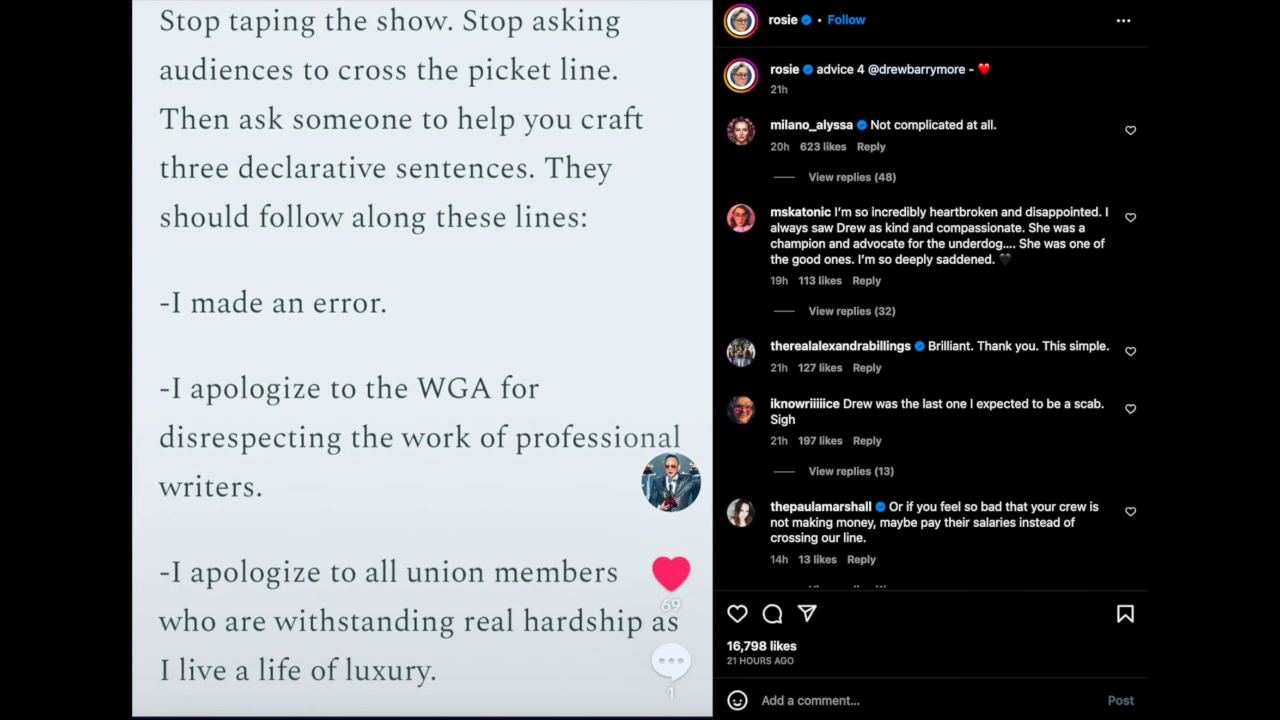 Stop taping the show. Stop asking
audiences to cross the picket line.
Then ask someone to help you craft
three declarative sentences. They
should follow along these lines:
-I made an error.
-I apologize to the WGA for
disrespecting the work of professional
writers.
-I apologize to all union members
who are withstanding real hardship as
I live a life of luxury.
69
1
rosie • Follow
rosie advice 4 @drewbarrymore - ❤️
21h
milano_alyssa Not complicated at all.
20h 623 likes Reply
View replies (48)
mskatonic I'm so incredibly heartbroken and disappointed. I
always saw Drew as kind and compassionate. She was a
champion and advocate for the underdog.... She was one of
the good ones. I'm so deeply saddened. 🖤
19h 113 likes Reply
View replies (32)
therealalexandrabillings Brilliant. Thank you. This simple.
21h 127 likes Reply
iknowriiiiice Drew was the last one I expected to be a scab.
Sigh
21h 197 likes Reply
View replies (13)
thepaulamarshall Or if you feel so bad that your crew is
not making money, maybe pay their salaries instead of
crossing our line.
14h 13 likes Reply
16,798 likes
21 HOURS AGO
Add a comment...
Post